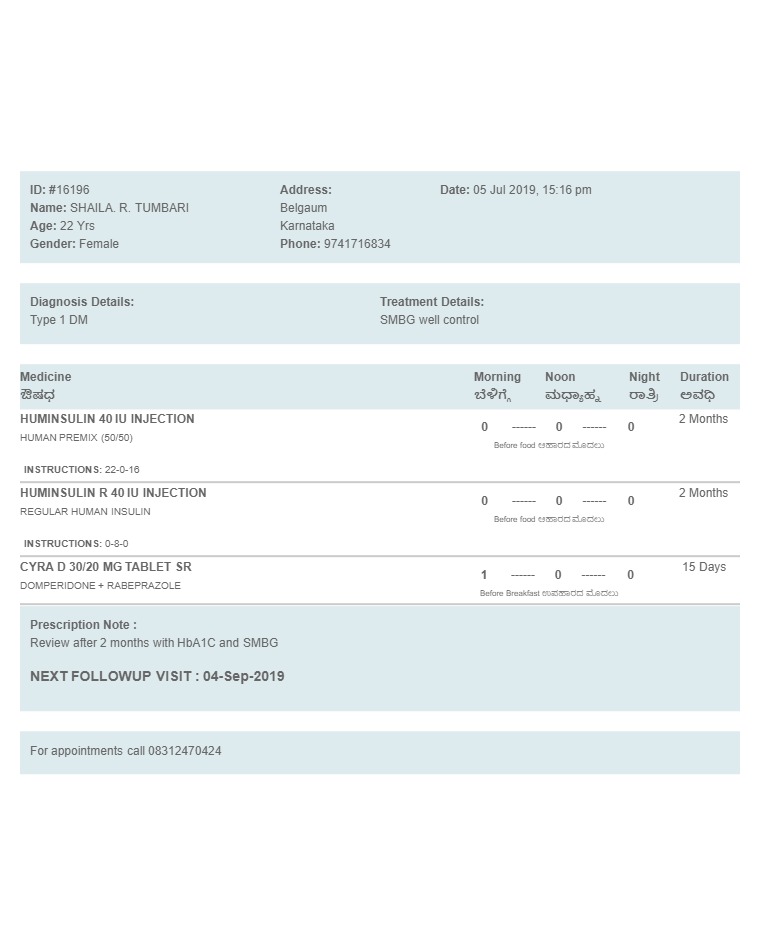 ID: #16196
Name: SHAILA. R. TUMBARI
Age: 22 Yrs
Gender: Female
Address:
Belgaum
Karnataka
Phone: 9741716834
Date: 05 Jul 2019, 15:16 pm
Diagnosis Details:
Type 1 DM
Treatment Details:
SMBG well control
Medicine Morning Noon Night Duration
ಔಷಧ ಬೆಳಿಗ್ಗೆ ಮಧ್ಯಾಹ್ನ ರಾತ್ರಿ ಅವಧಿ
HUMINSULIN 40 IU INJECTION 0 ------ 0 ------ 0 2 Months
HUMAN PREMIX (50/50) Before food ಆಹಾರದ ಮೊದಲು
INSTRUCTIONS: 22-0-16
HUMINSULIN R 40 IU INJECTION 0 ------ 0 ------ 0 2 Months
REGULAR HUMAN INSULIN Before food ಆಹಾರದ ಮೊದಲು
INSTRUCTIONS: 0-8-0
CYRA D 30/20 MG TABLET SR 1 ------ 0 ------ 0 15 Days
DOMPERIDONE + RABEPRAZOLE Before Breakfast ಉಪಹಾರದ ಮೊದಲು
Prescription Note :
Review after 2 months with HbA1C and SMBG
NEXT FOLLOWUP VISIT : 04-Sep-2019
For appointments call 08312470424